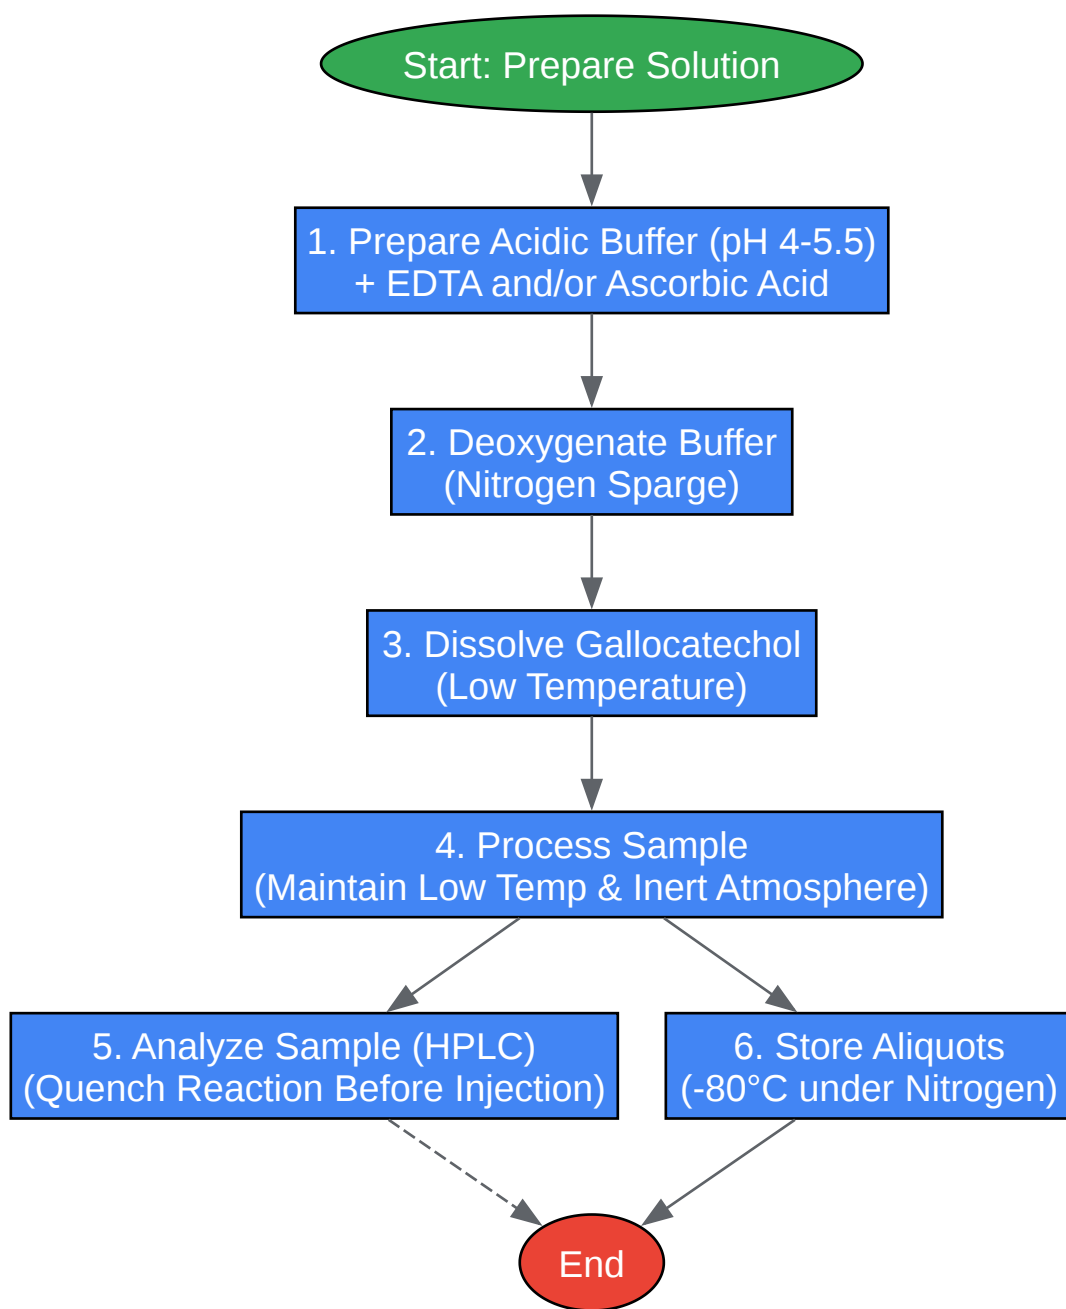 Start: Prepare Solution
1. Prepare Acidic Buffer (pH 4-5.5)
+ EDTA and/or Ascorbic Acid
2. Deoxygenate Buffer
(Nitrogen Sparge)
3. Dissolve Gallocatechol
(Low Temperature)
4. Process Sample
(Maintain Low Temp & Inert Atmosphere)
5. Analyze Sample (HPLC)
(Quench Reaction Before Injection)
6. Store Aliquots
(-80°C under Nitrogen)
End